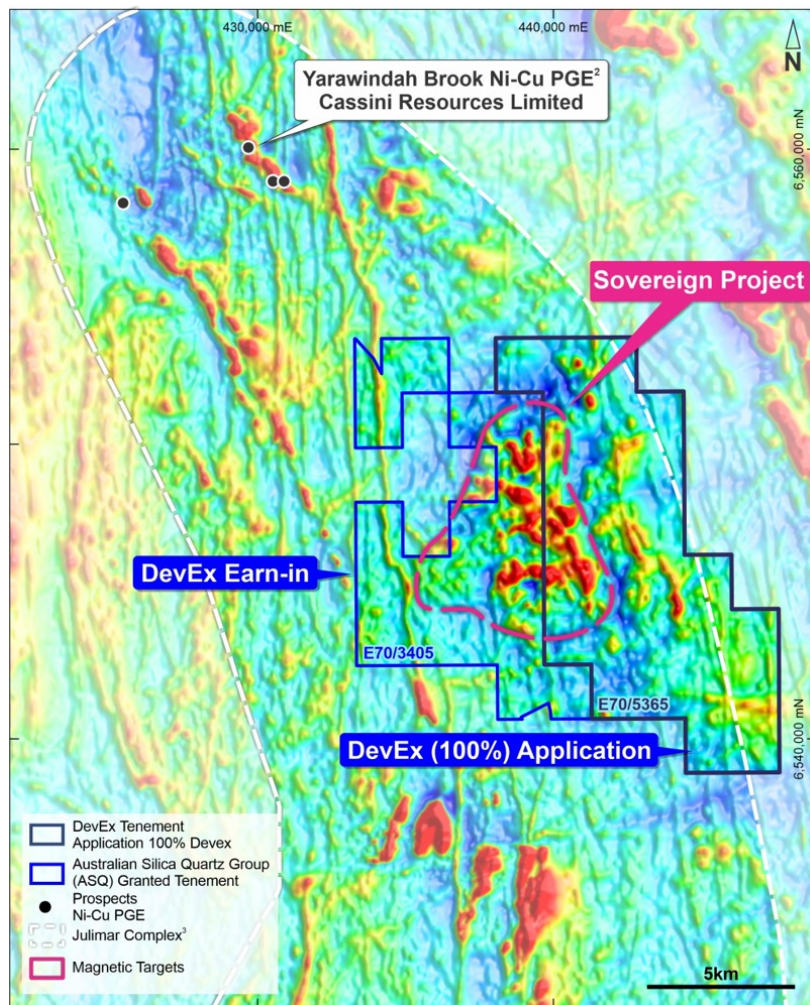 430,000 mE
440,000 mE
N
Yarawindah Brook Ni-Cu PGE²
Cassini Resources Limited
6,560,000 mN
Sovereign Project
DevEx Earn-in
E70/3405
E70/5365
DevEx (100%) Application
6,540,000 mN
DevEx Tenement
Application 100% Devex
Australian Silica Quartz Group
(ASQ) Granted Tenement
Prospects
Ni-Cu PGE
Julimar Complex³
Magnetic Targets
5km